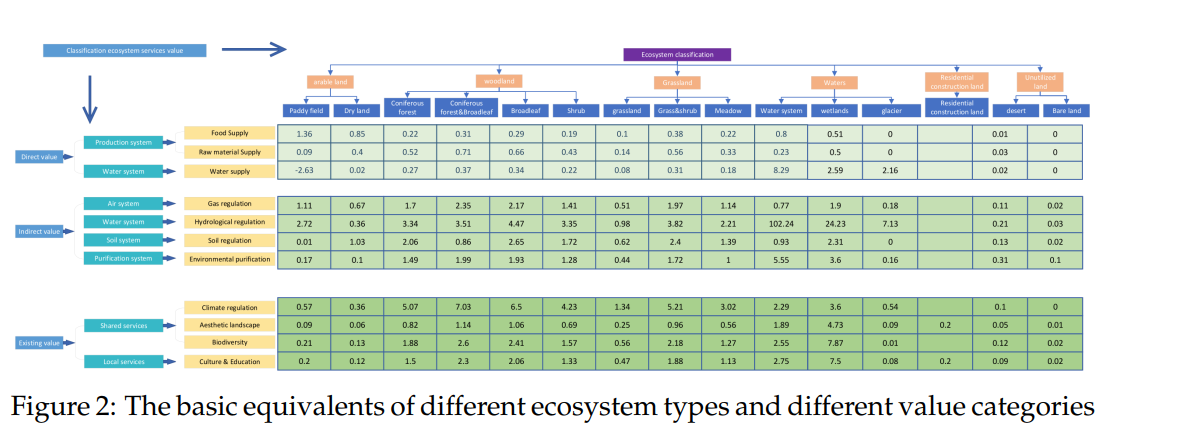 Classification ecosystem services value
Ecosystem classification
arable land woodland Grassland Waters Residential construction land Unutilized land
Paddy field Dry land Coniferous forest Coniferous forest&Broadleaf Broadleaf Shrub grassland Grass&shrub Meadow Water system wetlands glacier Residential construction land desert Bare land
Direct value
Production system
Food Supply 1.36 0.85 0.22 0.31 0.29 0.19 0.1 0.38 0.22 0.8 0.51 0 0.01 0
Raw material Supply 0.09 0.4 0.52 0.71 0.66 0.43 0.14 0.56 0.33 0.23 0.5 0 0.03 0
Water system Water supply -2.63 0.02 0.27 0.37 0.34 0.22 0.08 0.31 0.18 8.29 2.59 2.16 0.02 0
Indirect value
Air system Gas regulation 1.11 0.67 1.7 2.35 2.17 1.41 0.51 1.97 1.14 0.77 1.9 0.18 0.11 0.02
Water system Hydrological regulation 2.72 0.36 3.34 3.51 4.47 3.35 0.98 3.82 2.21 102.24 24.23 7.13 0.21 0.03
Soil system Soil regulation 0.01 1.03 2.06 0.86 2.65 1.72 0.62 2.4 1.39 0.93 2.31 0 0.13 0.02
Purification system Environmental purification 0.17 0.1 1.49 1.99 1.93 1.28 0.44 1.72 1 5.55 3.6 0.16 0.31 0.1
Existing value
Climate regulation 0.57 0.36 5.07 7.03 6.5 4.23 1.34 5.21 3.02 2.29 3.6 0.54 0.1 0
Shared services Aesthetic landscape 0.09 0.06 0.82 1.14 1.06 0.69 0.25 0.96 0.56 1.89 4.73 0.09 0.2 0.05 0.01
Biodiversity 0.21 0.13 1.88 2.6 2.41 1.57 0.56 2.18 1.27 2.55 7.87 0.01 0.12 0.02
Local services Culture & Education 0.2 0.12 1.5 2.3 2.06 1.33 0.47 1.88 1.13 2.75 7.5 0.08 0.2 0.09 0.02
Figure 2: The basic equivalents of different ecosystem types and different value categories